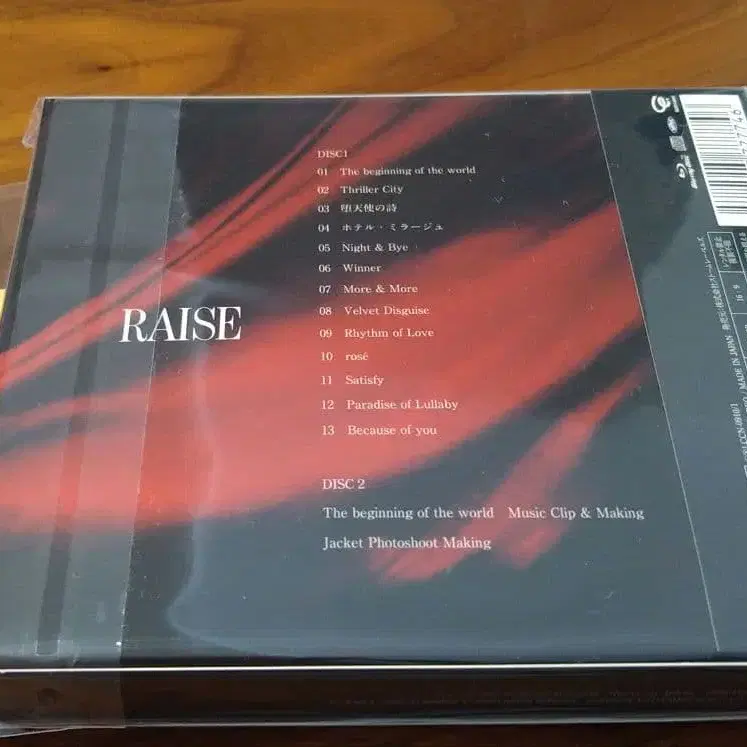 DISC1
01 The beginning of the world
02 Thriller City
03 堕天使の詩
04 ホテル・ミラージュ
05 Night & Bye
06 Winner
07 More & More
08 Velvet Disguise
09 Rhythm of Love
10 rosé
11 Satisfy
12 Paradise of Lullaby
13 Because of you
RAISE
DISC 2
The beginning of the world Music Clip & Making
Jacket Photoshoot Making
16:9
MADE IN JAPAN